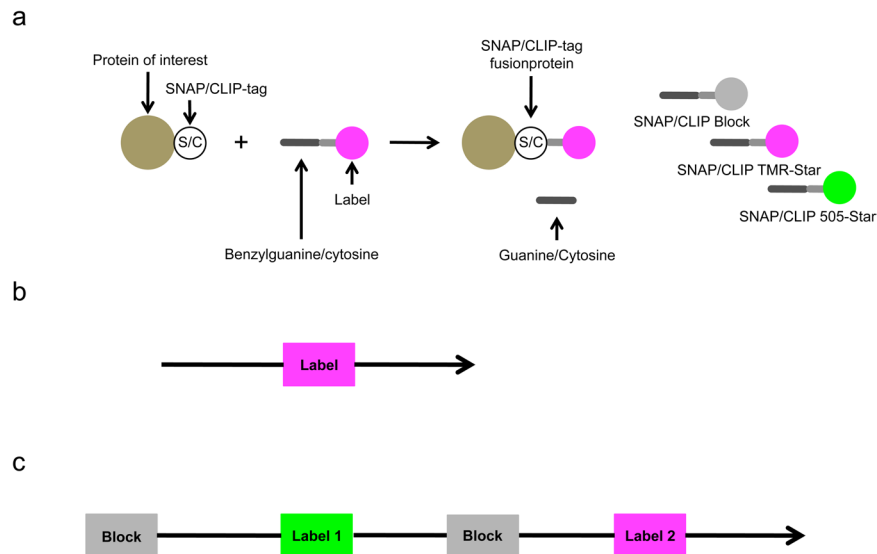 a
Protein of interest
SNAP/CLIP-tag
S/C
+
Label
Benzylguanine/cytosine
SNAP/CLIP-tag
fusionprotein
S/C
Guanine/Cytosine
SNAP/CLIP Block
SNAP/CLIP TMR-Star
SNAP/CLIP 505-Star
b
Label
c
Block
Label 1
Block
Label 2